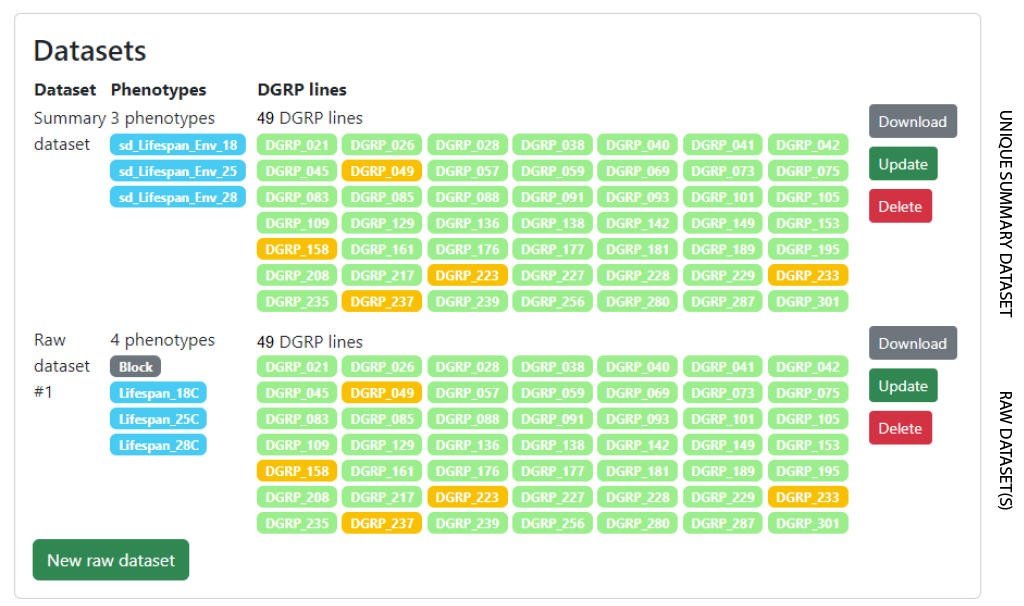 Datasets
Dataset Phenotypes DGRP lines
Summary dataset
3 phenotypes
sd_Lifespan_Env_18
sd_Lifespan_Env_25
sd_Lifespan_Env_28
49 DGRP lines
DGRP_021 DGRP_026 DGRP_028 DGRP_038 DGRP_040 DGRP_041 DGRP_042
DGRP_045 DGRP_049 DGRP_057 DGRP_059 DGRP_069 DGRP_073 DGRP_075
DGRP_083 DGRP_085 DGRP_088 DGRP_091 DGRP_093 DGRP_101 DGRP_105
DGRP_109 DGRP_129 DGRP_136 DGRP_138 DGRP_142 DGRP_149 DGRP_153
DGRP_158 DGRP_161 DGRP_176 DGRP_177 DGRP_181 DGRP_189 DGRP_195
DGRP_208 DGRP_217 DGRP_223 DGRP_227 DGRP_228 DGRP_229 DGRP_233
DGRP_235 DGRP_237 DGRP_239 DGRP_256 DGRP_280 DGRP_287 DGRP_301
Download
Update
Delete
UNIQUE SUMMARY DATASET
Raw dataset #1
4 phenotypes
Block
Lifespan_18C
Lifespan_25C
Lifespan_28C
49 DGRP lines
DGRP_021 DGRP_026 DGRP_028 DGRP_038 DGRP_040 DGRP_041 DGRP_042
DGRP_045 DGRP_049 DGRP_057 DGRP_059 DGRP_069 DGRP_073 DGRP_075
DGRP_083 DGRP_085 DGRP_088 DGRP_091 DGRP_093 DGRP_101 DGRP_105
DGRP_109 DGRP_129 DGRP_136 DGRP_138 DGRP_142 DGRP_149 DGRP_153
DGRP_158 DGRP_161 DGRP_176 DGRP_177 DGRP_181 DGRP_189 DGRP_195
DGRP_208 DGRP_217 DGRP_223 DGRP_227 DGRP_228 DGRP_229 DGRP_233
DGRP_235 DGRP_237 DGRP_239 DGRP_256 DGRP_280 DGRP_287 DGRP_301
Download
Update
Delete
RAW DATASET(S)
New raw dataset